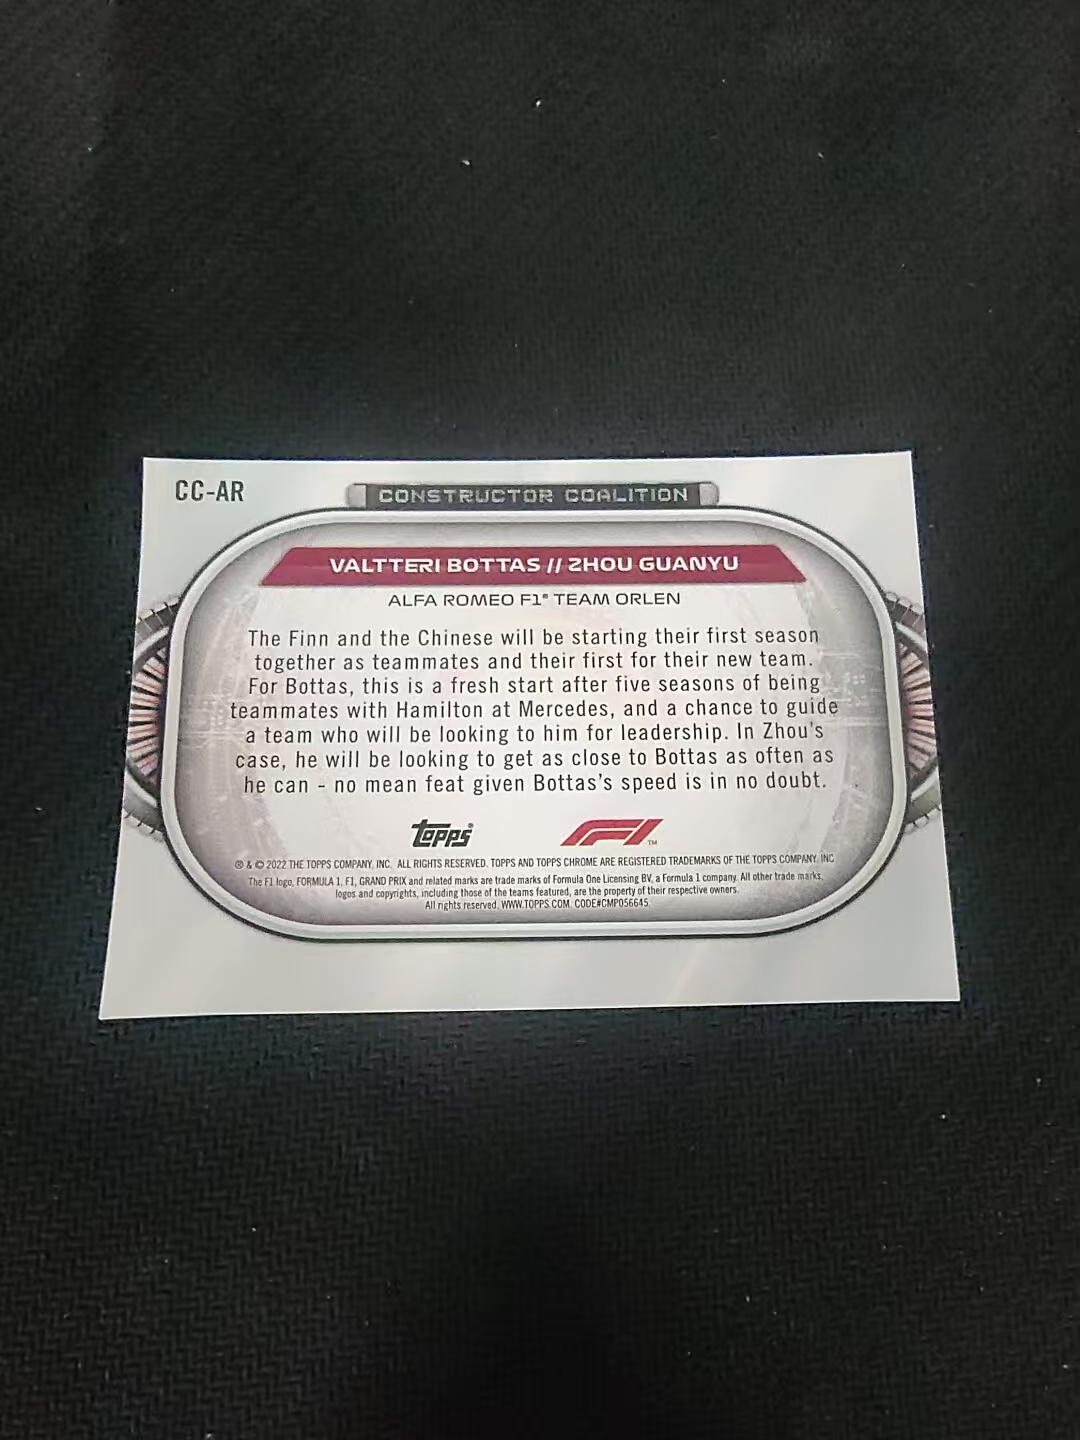 CC-AR
CONSTRUCTOR COALITION
VALTTERI BOTTAS // ZHOU GUANYU
ALFA ROMEO F1® TEAM ORLEN
The Finn and the Chinese will be starting their first season
together as teammates and their first for their new team.
For Bottas, this is a fresh start after five seasons of being
teammates with Hamilton at Mercedes, and a chance to guide
a team who will be looking to him for leadership. In Zhou's
case, he will be looking to get as close to Bottas as often as
he can - no mean feat given Bottas's speed is in no doubt.
topps® F1™
® & © 2022 THE TOPPS COMPANY, INC. ALL RIGHTS RESERVED. TOPPS AND TOPPS CHROME ARE REGISTERED TRADEMARKS OF THE TOPPS COMPANY, INC
The F1 logo, FORMULA 1, F1, GRAND PRIX and related marks are trade marks of Formula One Licensing BV, a Formula 1 company. All other trade marks,
logos and copyrights, including those of the teams featured, are the property of their respective owners.
All rights reserved. WWW.TOPPS.COM. CODE#CMP056645